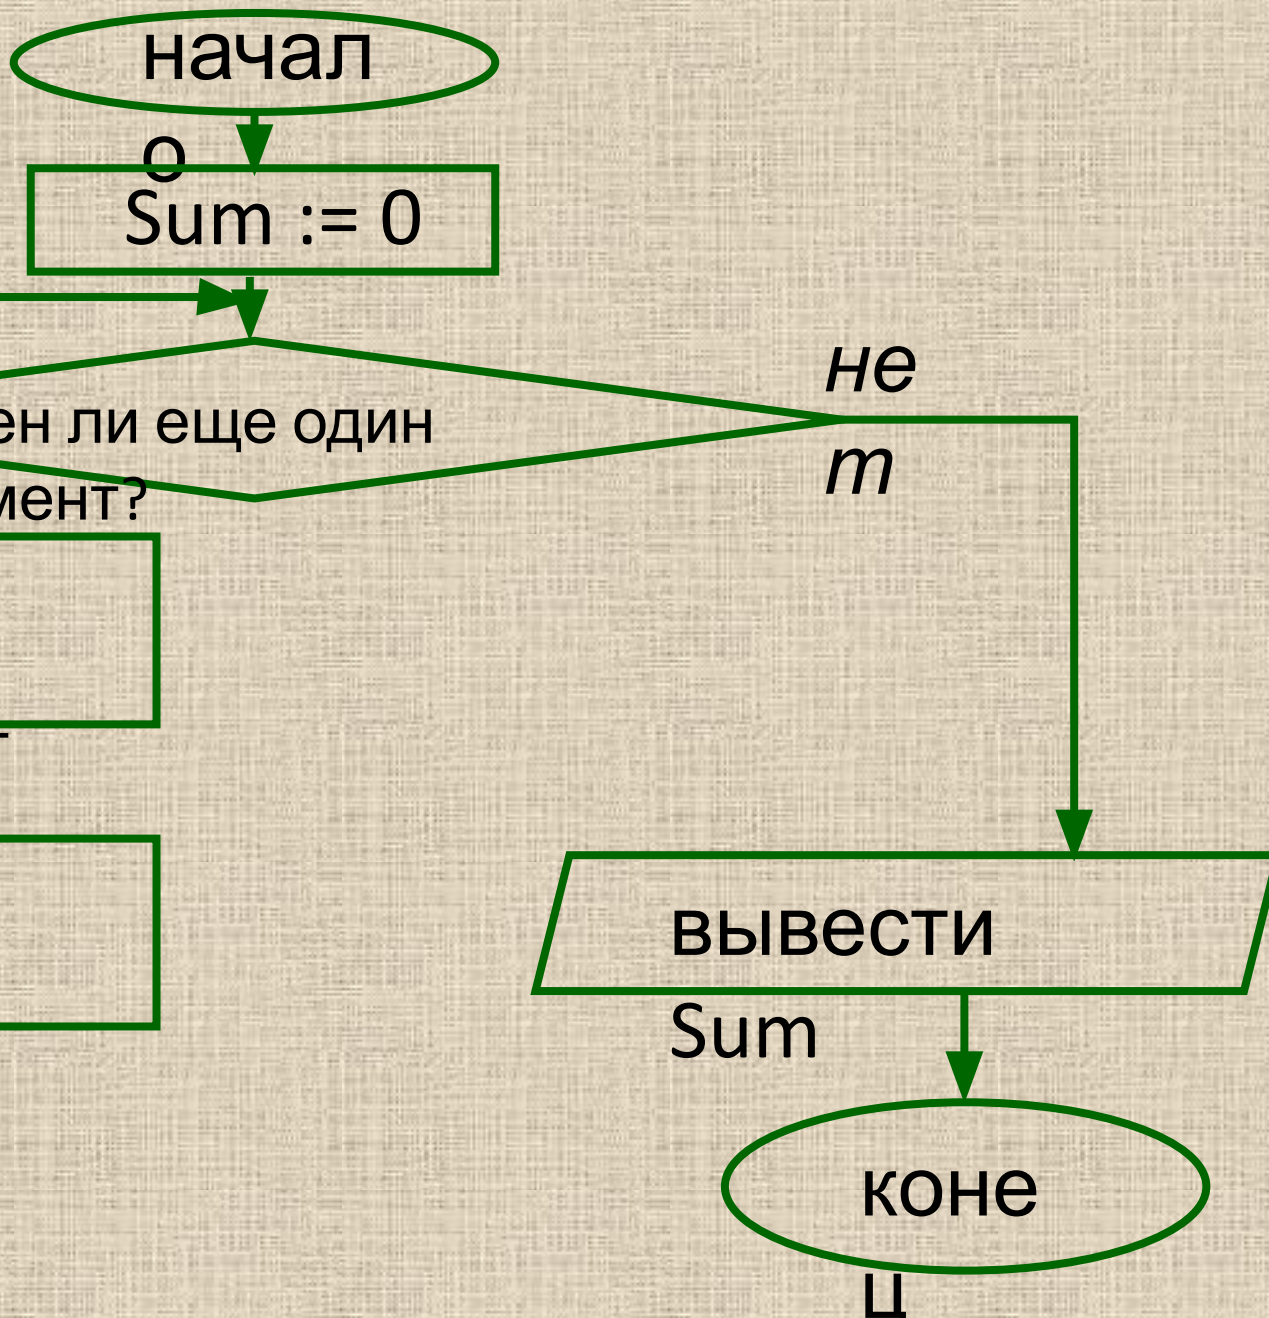 начал
о
Sum := 0
ен ли еще один
мент?
не
т
вывести
Sum
коне
ц